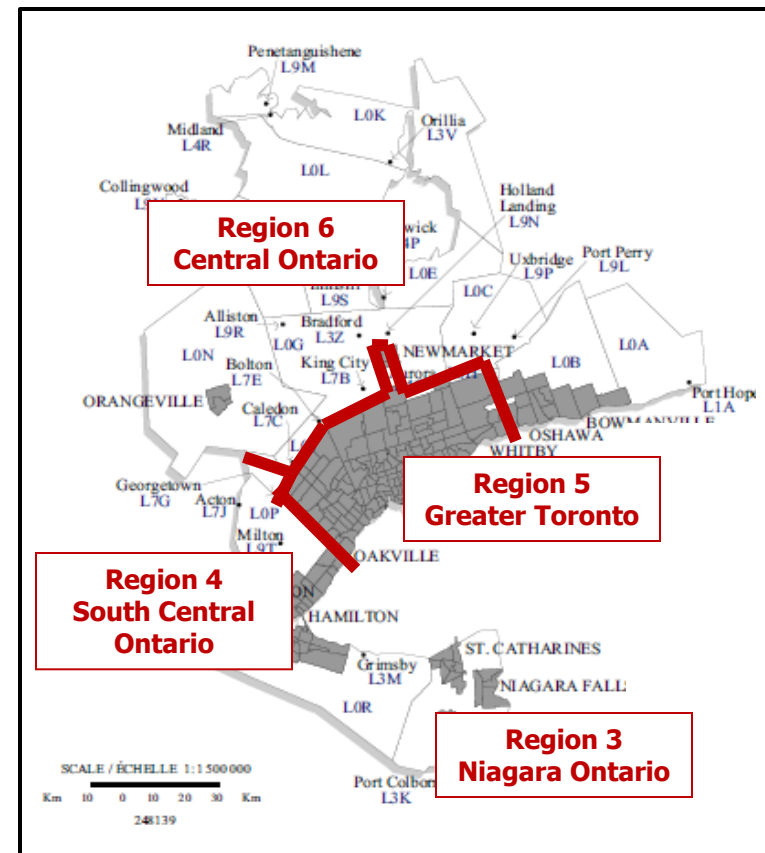 Penetanguishene
L9M
L0K
Orillia
L3V
Midland
L4R
L0L
Collingwood
Holland
Landing
L9N
Region 6
Central Ontario
Uxbridge
L9P
Port Perry
L9L
L0E
L0C
L9S
Alliston
L9R
Bradford
L3Z
L0G
L0N
NEWMARKET
L0B
L0A
Bolton
L7E
King City
L7B
ORANGEVILLE
Port Hope
L1A
Caledon
L7C
BOWMANVILLE
OSHAWA
WHITBY
Georgetown
L7G
Acton
L7J
L0P
Region 5
Greater Toronto
Milton
L9T
OAKVILLE
Region 4
South Central
Ontario
HAMILTON
ST. CATHARINES
Grimsby
L3M
NIAGARA FALL
L0R
Region 3
Niagara Ontario
SCALE / ÉCHELLE 1:1 500 000
Km 10 0 10 20 30 Km
248139
Port Colborn
L3K